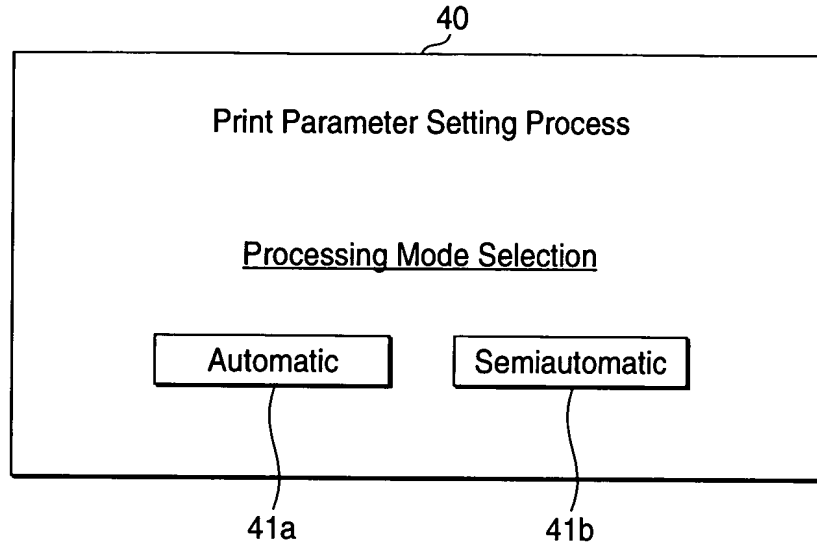 40
Print Parameter Setting Process
Processing Mode Selection
Automatic Semiautomatic
41a 41b